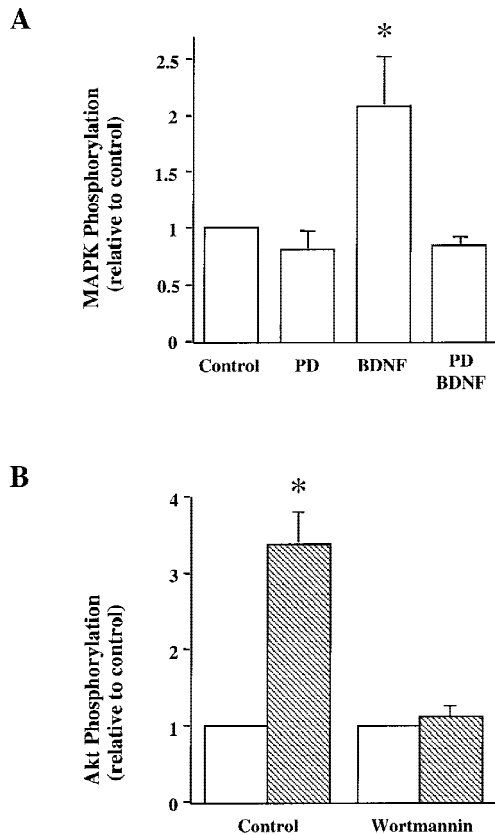 A
*
MAPK Phosphorylation
(relative to control)
2.5
2
1.5
1
0.5
0
Control PD BDNF PD
BDNF
B
*
Akt Phosphorylation
(relative to control)
4
3
2
1
0
Control Wortmannin